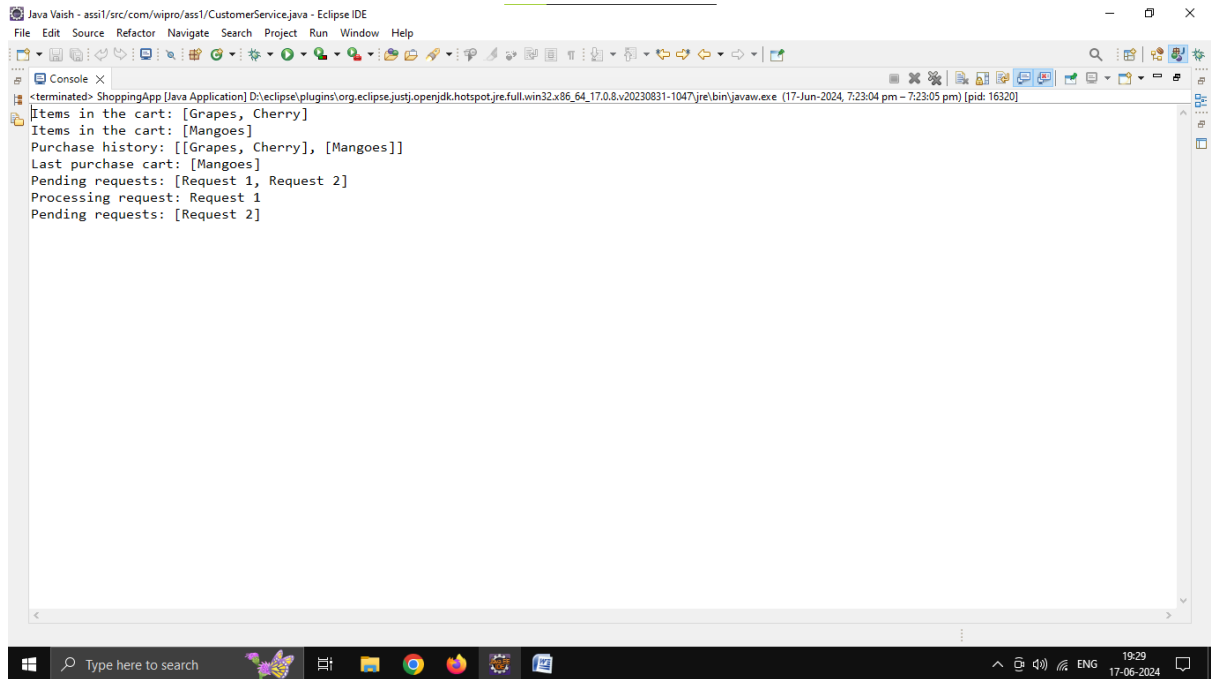 Java Vaish - assi1/src/com/wipro/ass1/CustomerService.java - Eclipse IDE
File Edit Source Refactor Navigate Search Project Run Window Help
Console
<terminated> ShoppingApp [Java Application] D:\eclipse\plugins\org.eclipse.justj.openjdk.hotspot.jre.full.win32.x86_64_17.0.8.v20230831-1047\jre\bin\javaw.exe (17-Jun-2024, 7:23:04 pm – 7:23:05 pm) [pid: 16320]
Items in the cart: [Grapes, Cherry]
Items in the cart: [Mangoes]
Purchase history: [[Grapes, Cherry], [Mangoes]]
Last purchase cart: [Mangoes]
Pending requests: [Request 1, Request 2]
Processing request: Request 1
Pending requests: [Request 2]
Type here to search
ENG
19:29
17-06-2024